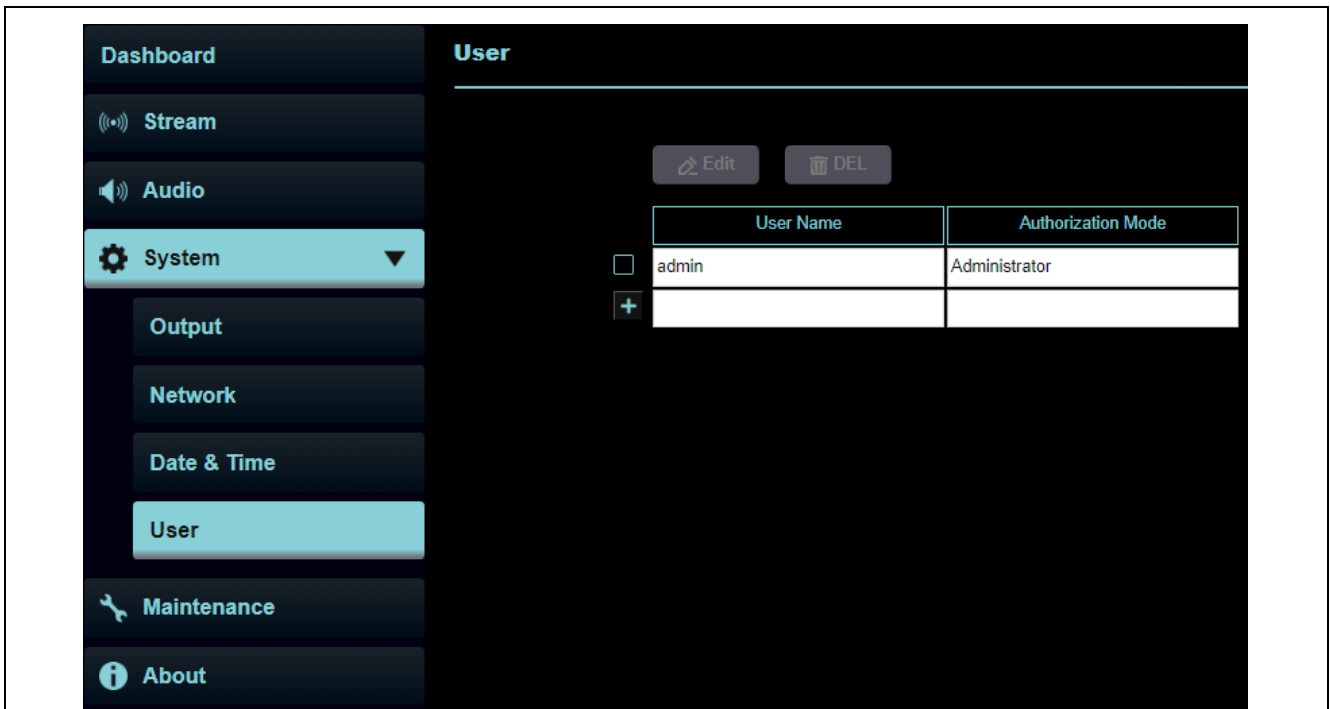 Dashboard
Stream
Audio
System
Output
Network
Date & Time
User
Maintenance
About
User
Edit DEL
User Name Authorization Mode
admin Administrator